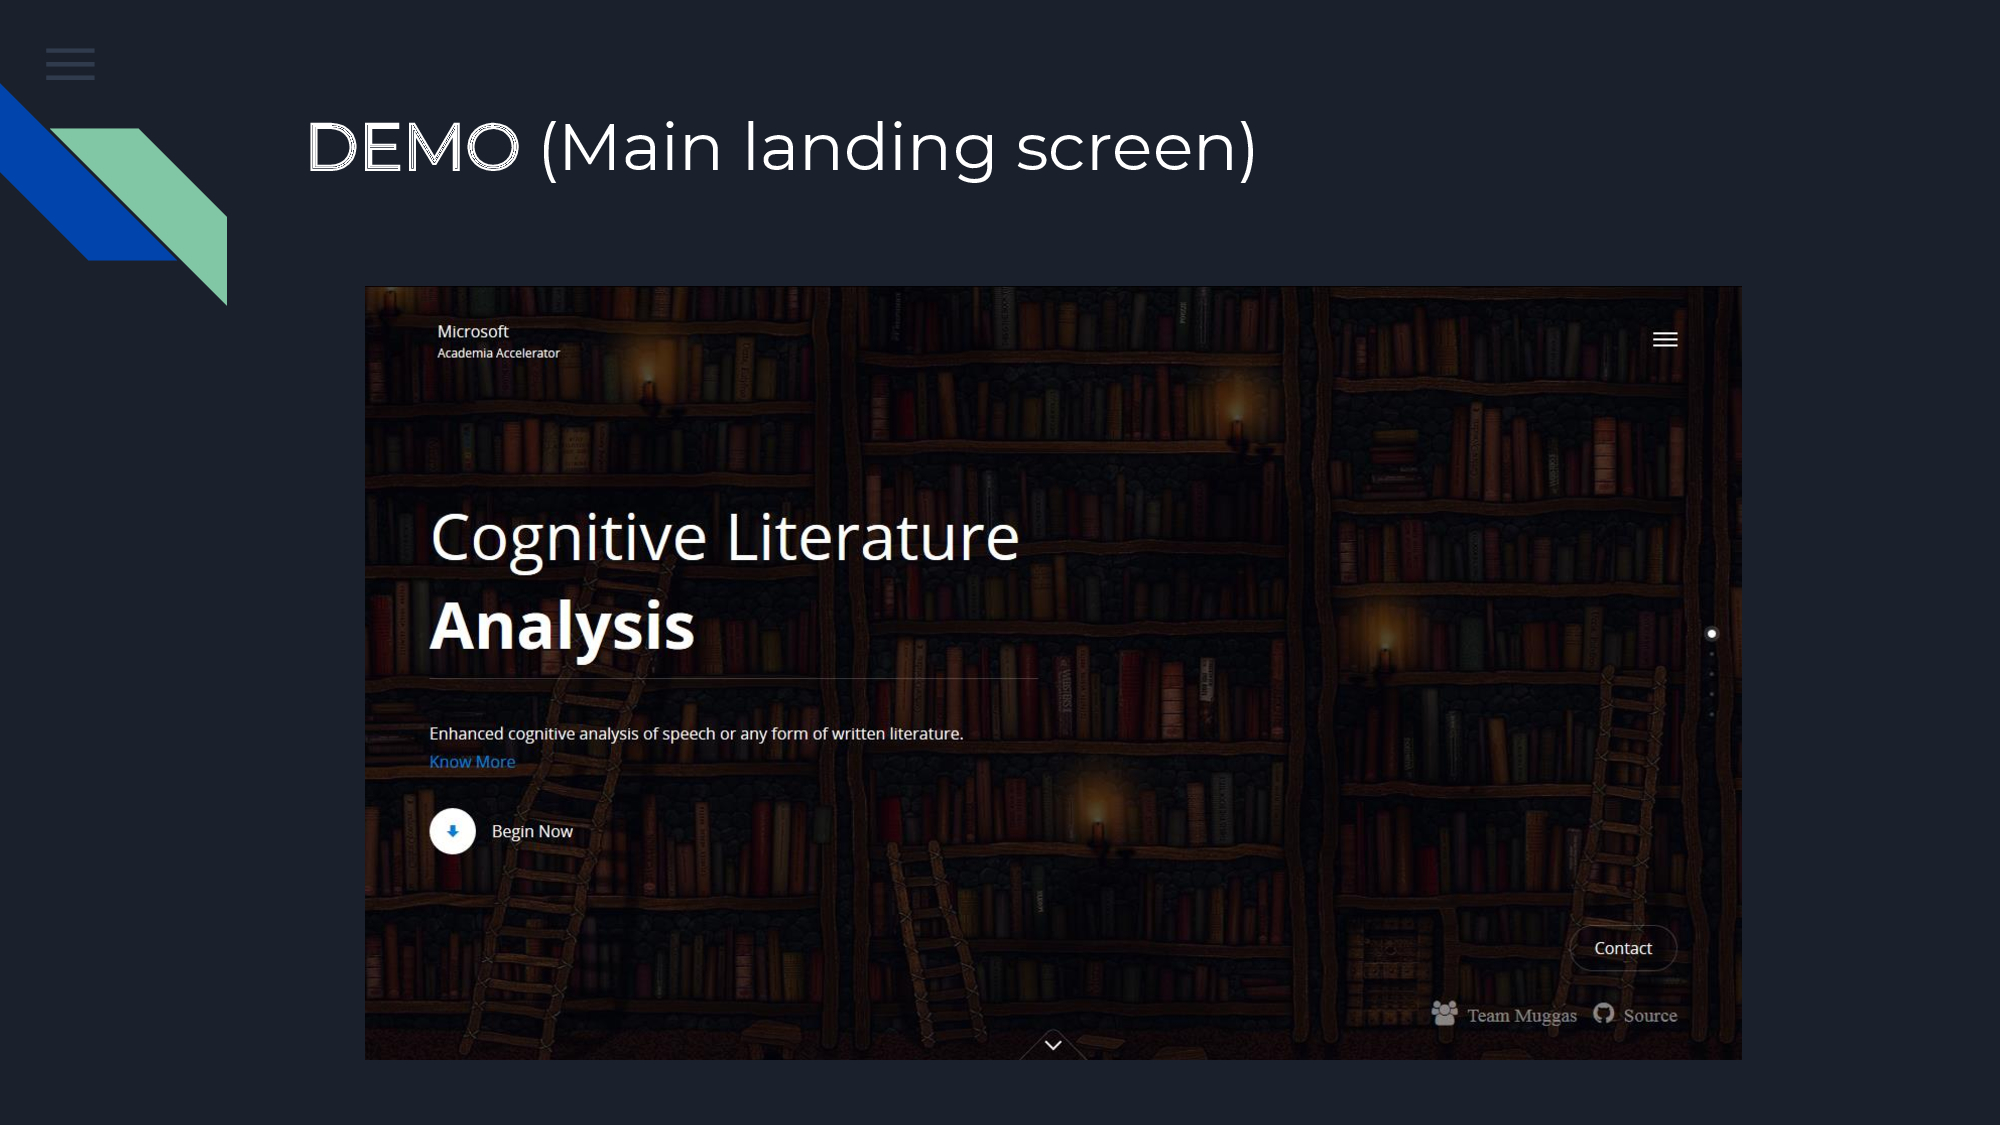 DEMO (Main landing screen)
Microsoft
Academia Accelerator
Cognitive Literature
Analysis
Enhanced cognitive analysis of speech or any form of written literature.
Know More
Begin Now
Contact
Team Muggas Source